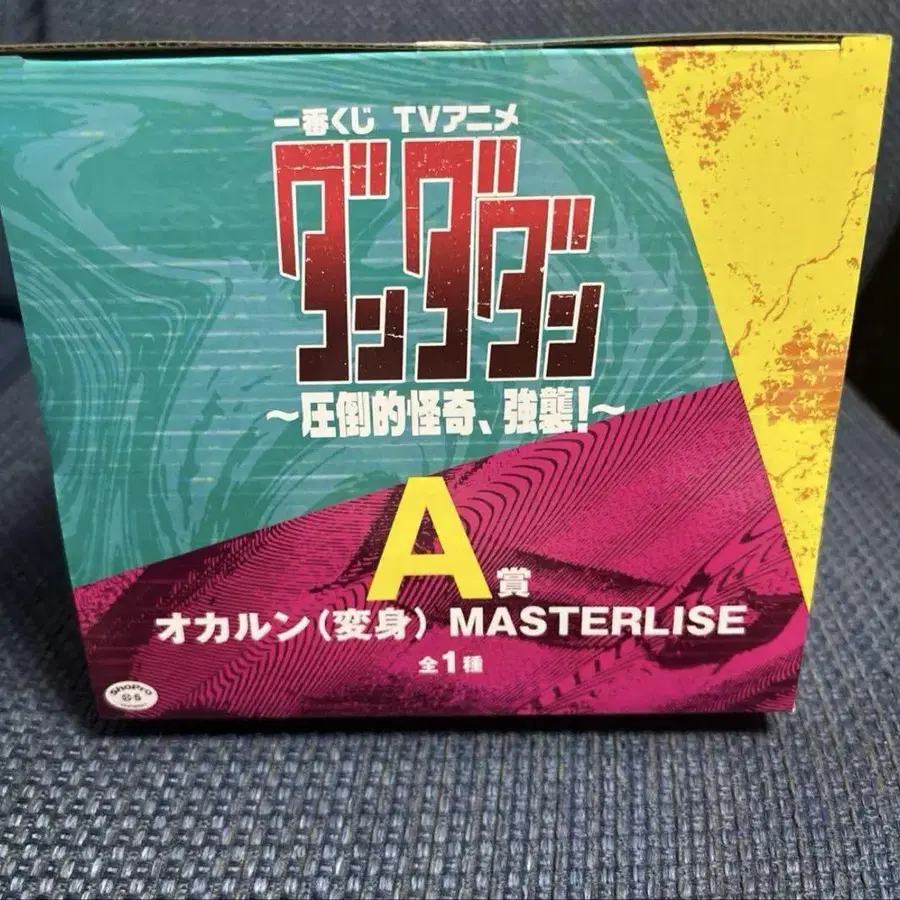 一番くじ TVアニメ
ダンダダン
～圧倒的怪奇、強襲!～
A賞
オカルン(変身) MASTERLISE
全1種
ShoPro